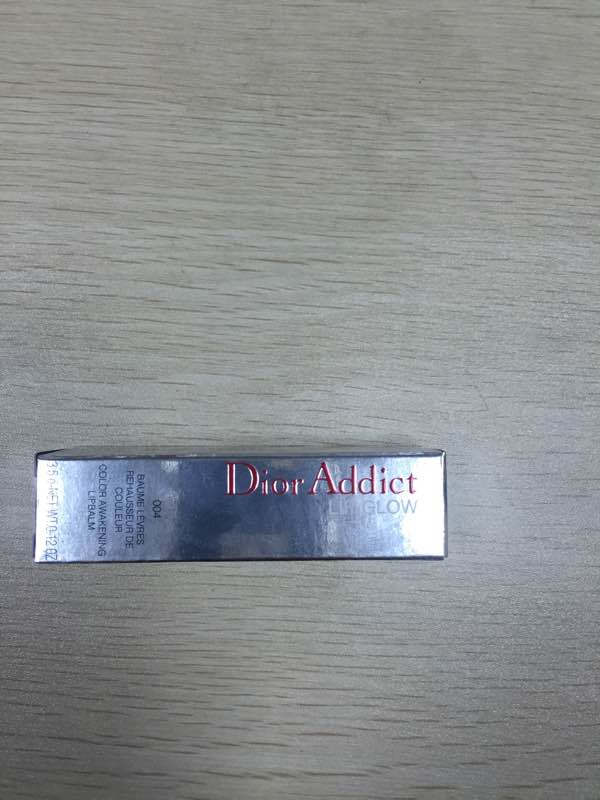 Dior Addict
LIP GLOW
004
BAUME LÈVRES
REHAUSSEUR DE
COULEUR
COLOR AWAKENING
LIPBALM
3.5 g NET WT 0.12 OZ